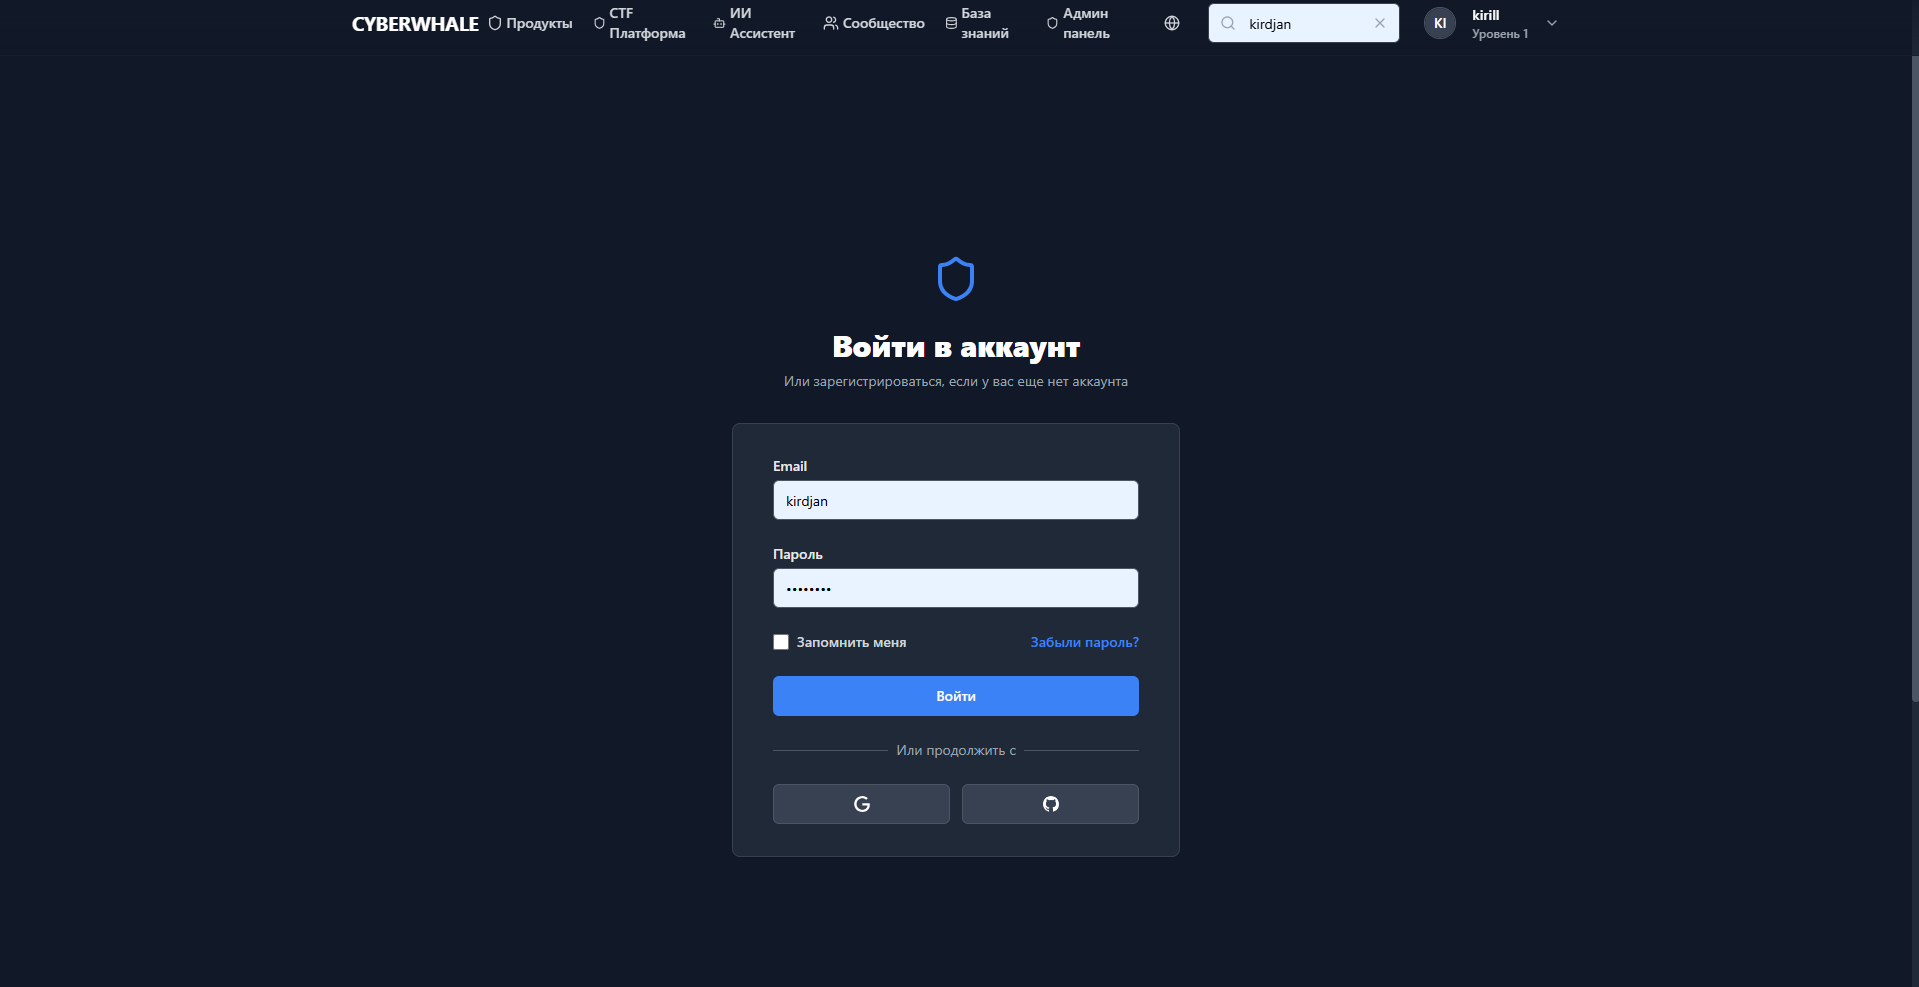 CYBERWHALE
Продукты
CTF
Платформа
ИИ
Ассистент
Сообщество
База
знаний
Админ
панель
kirdjan
KI
kirill
Уровень 1
Войти в аккаунт
Или зарегистрироваться, если у вас еще нет аккаунта
Email
kirdjan
Пароль
••••••••
Запомнить меня
Забыли пароль?
Войти
Или продолжить с